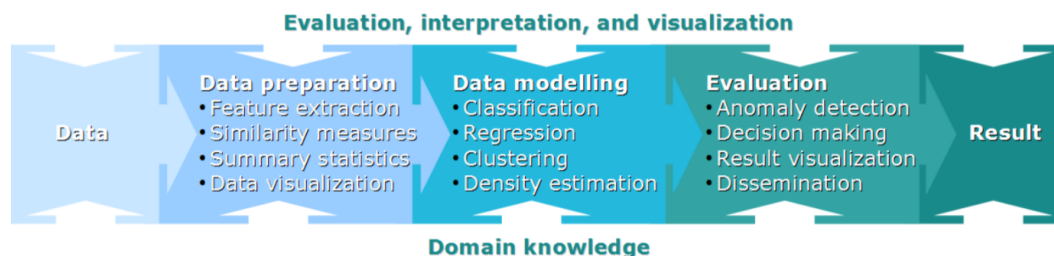 Evaluation, interpretation, and visualization
Data
Data preparation
•Feature extraction
•Similarity measures
•Summary statistics
•Data visualization
Data modelling
•Classification
•Regression
•Clustering
•Density estimation
Evaluation
•Anomaly detection
•Decision making
•Result visualization
•Dissemination
Result
Domain knowledge